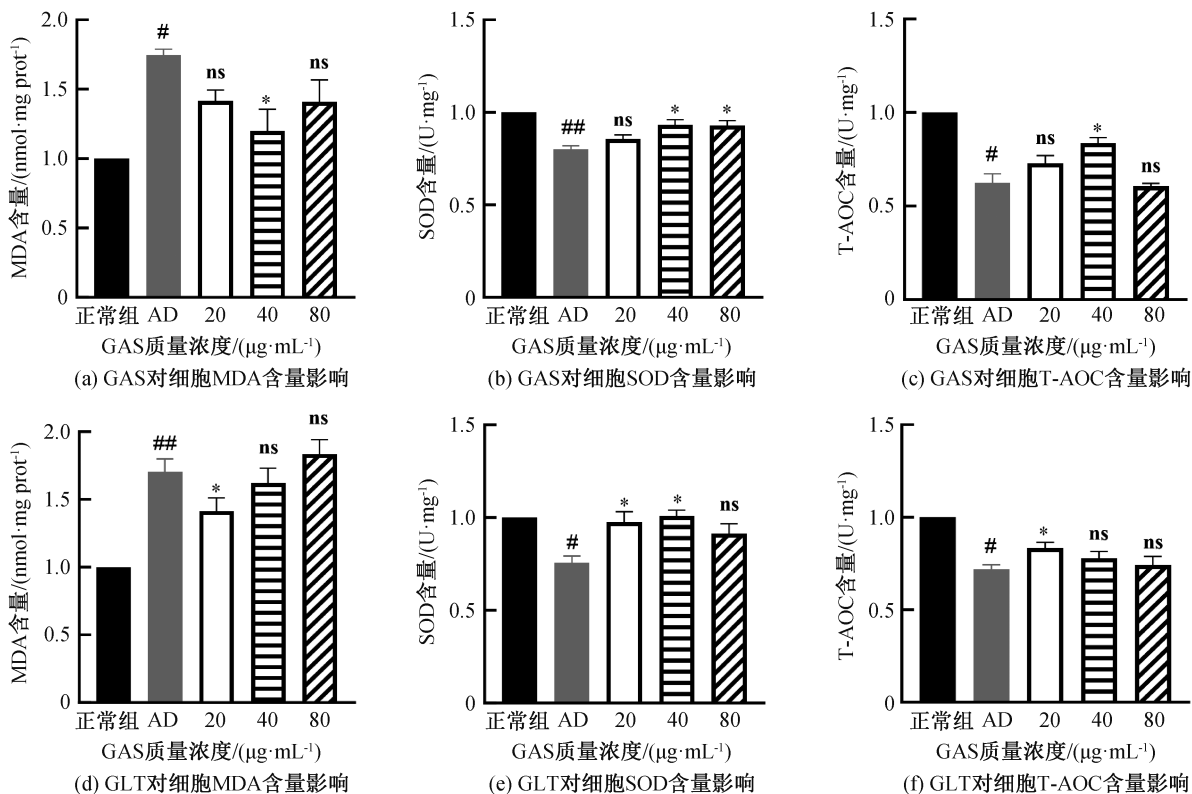 MDA含量/(nmol·mg prot⁻¹)
2.0
1.5
1.0
0.5
0
#
ns
*
ns
正常组 AD 20 40 80
GAS质量浓度/(μg·mL⁻¹)
(a) GAS对细胞MDA含量影响
SOD含量/(U·mg⁻¹)
1.5
1.0
0.5
0
##
ns
*
*
正常组 AD 20 40 80
GAS质量浓度/(μg·mL⁻¹)
(b) GAS对细胞SOD含量影响
T-AOC含量/(U·mg⁻¹)
1.5
1.0
0.5
0
#
ns
*
ns
正常组 AD 20 40 80
GAS质量浓度/(μg·mL⁻¹)
(c) GAS对细胞T-AOC含量影响
MDA含量/(nmol·mg prot⁻¹)
2.0
1.5
1.0
0.5
0
##
*
ns
ns
正常组 AD 20 40 80
GAS质量浓度/(μg·mL⁻¹)
(d) GLT对细胞MDA含量影响
SOD含量/(U·mg⁻¹)
1.5
1.0
0.5
0
#
*
*
ns
正常组 AD 20 40 80
GAS质量浓度/(μg·mL⁻¹)
(e) GLT对细胞SOD含量影响
T-AOC含量/(U·mg⁻¹)
1.5
1.0
0.5
0
#
*
ns
ns
正常组 AD 20 40 80
GAS质量浓度/(μg·mL⁻¹)
(f) GLT对细胞T-AOC含量影响